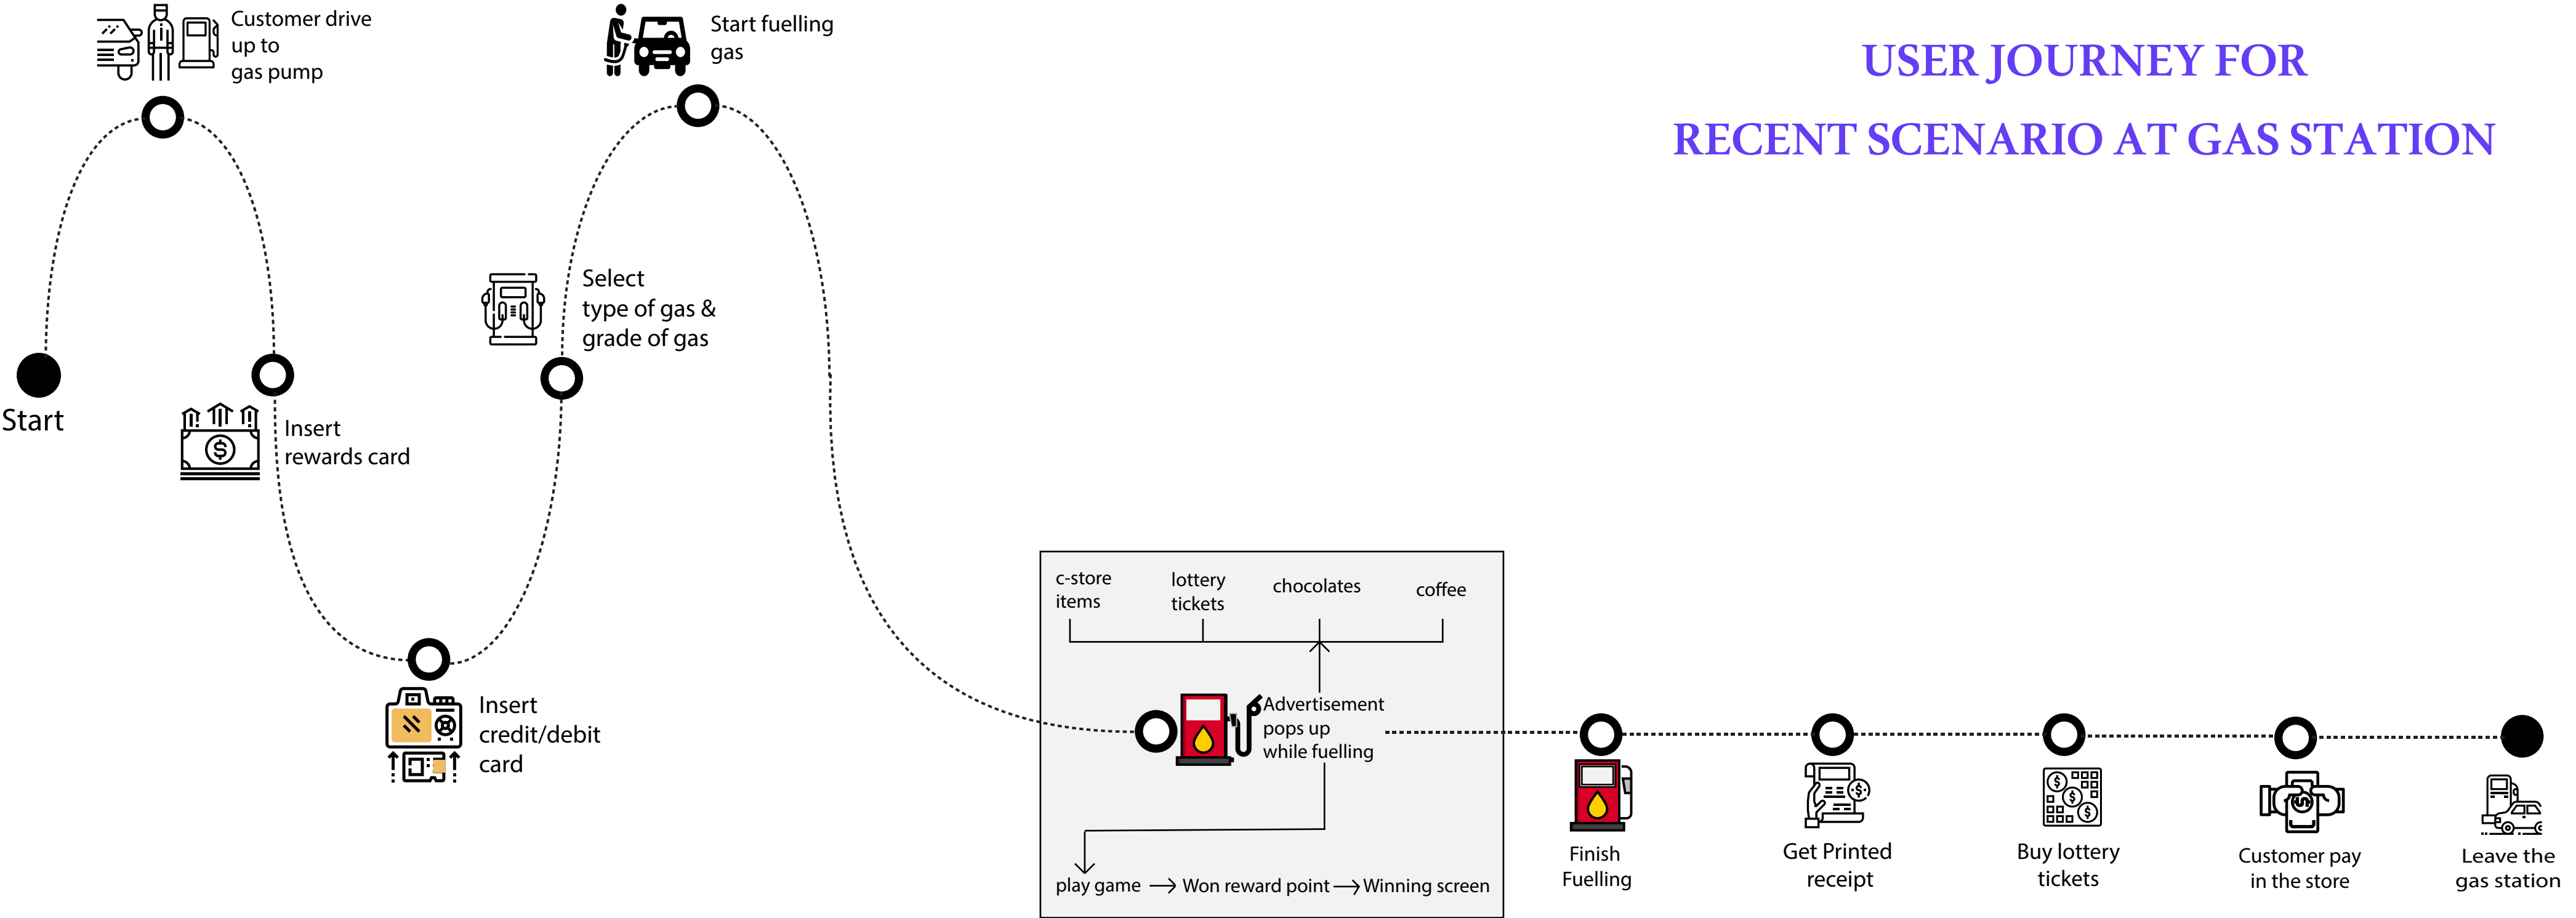 USER JOURNEY FOR
RECENT SCENARIO AT GAS STATION
Start
Customer drive
up to
gas pump
Insert
rewards card
Insert
credit/debit
card
Select
type of gas &
grade of gas
Start fuelling
gas
c-store
items
lottery
tickets
chocolates
coffee
Advertisement
pops up
while fuelling
play game
Won reward point
Winning screen
Finish
Fuelling
Get Printed
receipt
Buy lottery
tickets
Customer pay
in the store
Leave the
gas station